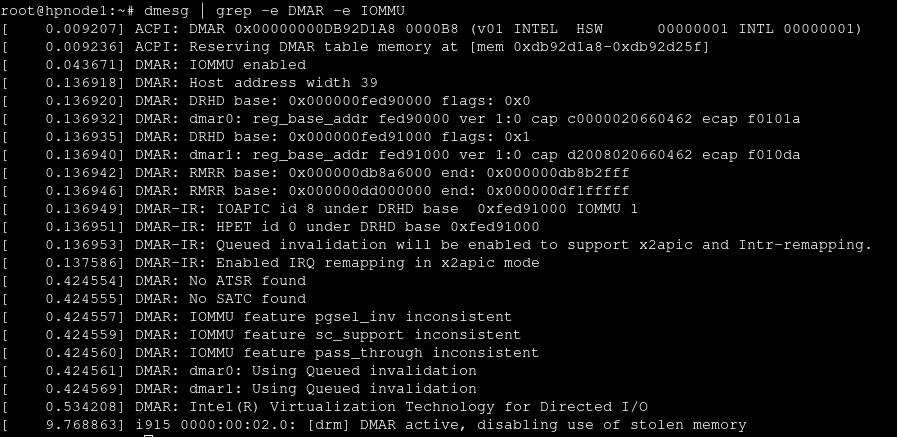 root@hpnode1:~# dmesg | grep -e DMAR -e IOMMU
[    0.009207] ACPI: DMAR 0x00000000DB92D1A8 0000B8 (v01 INTEL  HSW      00000001 INTL 00000001)
[    0.009236] ACPI: Reserving DMAR table memory at [mem 0xdb92d1a8-0xdb92d25f]
[    0.043671] DMAR: IOMMU enabled
[    0.136918] DMAR: Host address width 39
[    0.136920] DMAR: DRHD base: 0x000000fed90000 flags: 0x0
[    0.136932] DMAR: dmar0: reg_base_addr fed90000 ver 1:0 cap c0000020660462 ecap f0101a
[    0.136935] DMAR: DRHD base: 0x000000fed91000 flags: 0x1
[    0.136940] DMAR: dmar1: reg_base_addr fed91000 ver 1:0 cap d2008020660462 ecap f010da
[    0.136942] DMAR: RMRR base: 0x000000db8a6000 end: 0x000000db8b2fff
[    0.136946] DMAR: RMRR base: 0x000000dd000000 end: 0x000000df1fffff
[    0.136949] DMAR-IR: IOAPIC id 8 under DRHD base  0xfed91000 IOMMU 1
[    0.136951] DMAR-IR: HPET id 0 under DRHD base 0xfed91000
[    0.136953] DMAR-IR: Queued invalidation will be enabled to support x2apic and Intr-remapping.
[    0.137586] DMAR-IR: Enabled IRQ remapping in x2apic mode
[    0.424554] DMAR: No ATSR found
[    0.424555] DMAR: No SATC found
[    0.424557] DMAR: IOMMU feature pgsel_inv inconsistent
[    0.424559] DMAR: IOMMU feature sc_support inconsistent
[    0.424560] DMAR: IOMMU feature pass_through inconsistent
[    0.424561] DMAR: dmar0: Using Queued invalidation
[    0.424569] DMAR: dmar1: Using Queued invalidation
[    0.534208] DMAR: Intel(R) Virtualization Technology for Directed I/O
[    9.768863] i915 0000:00:02.0: [drm] DMAR active, disabling use of stolen memory